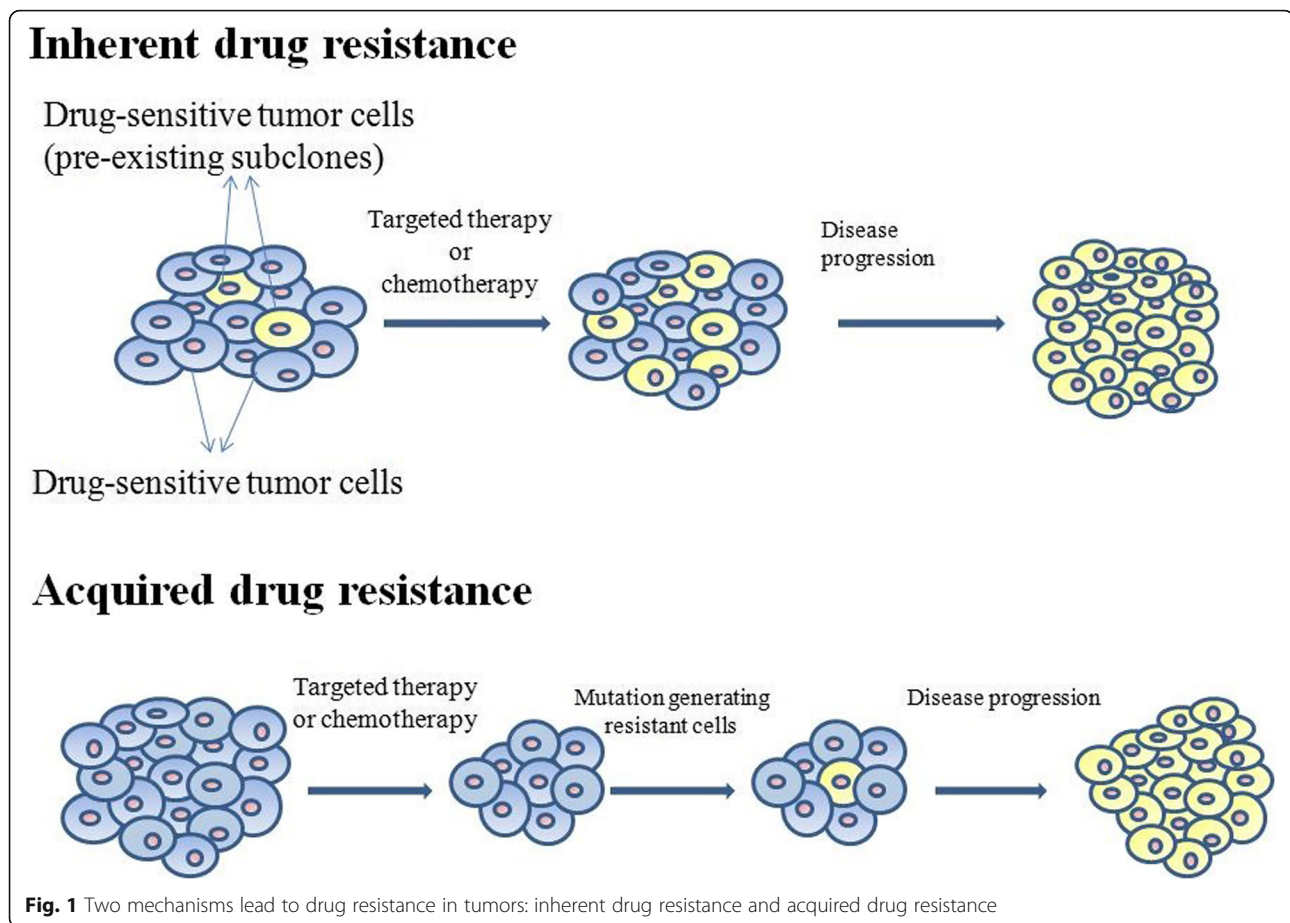 Inherent drug resistance
Drug-sensitive tumor cells
(pre-existing subclones)
Targeted therapy
or
chemotherapy
Disease
progression
Drug-sensitive tumor cells
Acquired drug resistance
Targeted therapy
or chemotherapy
Mutation generating
resistant cells
Disease progression
Fig. 1 Two mechanisms lead to drug resistance in tumors: inherent drug resistance and acquired drug resistance